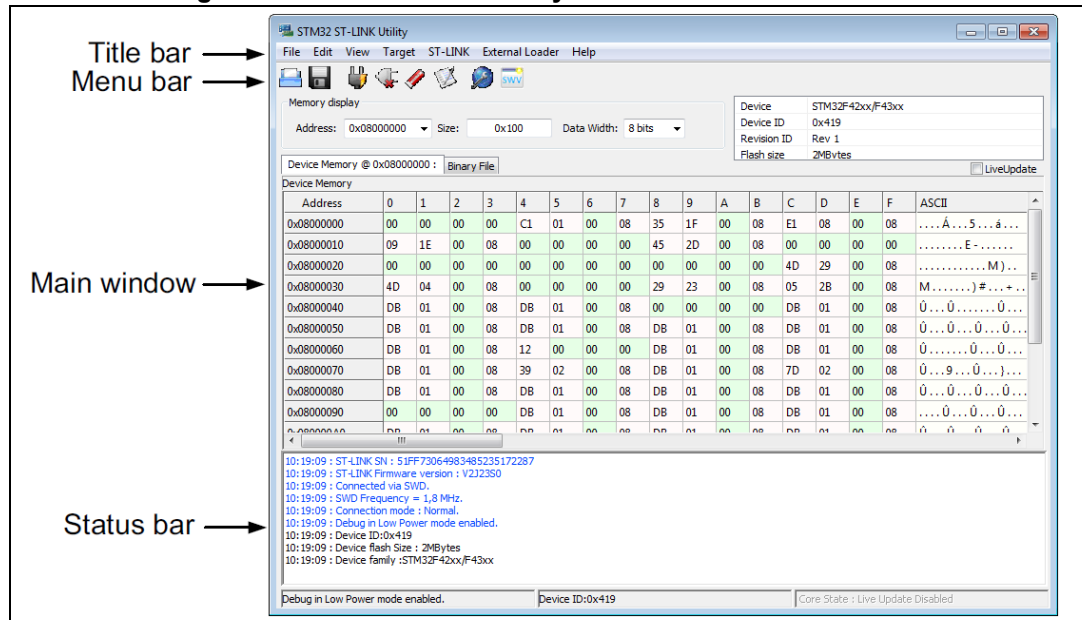 STM32 ST-LINK Utility
Title bar
File Edit View Target ST-LINK External Loader Help
Menu bar
SWV
Memory display
Address: 0x08000000 Size: 0x100 Data Width: 8 bits
Device STM32F42xx/F43xx
Device ID 0x419
Revision ID Rev 1
Flash size 2MBytes
Device Memory @ 0x08000000 : Binary File
LiveUpdate
Device Memory
Address 0 1 2 3 4 5 6 7 8 9 A B C D E F ASCII
0x08000000 00 00 00 00 C1 01 00 08 35 1F 00 08 E1 08 00 08 ....Á...5...á...
0x08000010 09 1E 00 08 00 00 00 00 45 2D 00 08 00 00 00 00 ........E-......
0x08000020 00 00 00 00 00 00 00 00 00 00 00 00 4D 29 00 08 ............M)..
Main window
0x08000030 4D 04 00 08 00 00 00 00 29 23 00 08 05 2B 00 08 M.......)#...+..
0x08000040 DB 01 00 08 DB 01 00 08 00 00 00 00 DB 01 00 08 Û...Û.......Û...
0x08000050 DB 01 00 08 DB 01 00 08 DB 01 00 08 DB 01 00 08 Û...Û...Û...Û...
0x08000060 DB 01 00 08 12 00 00 00 DB 01 00 08 DB 01 00 08 Û.......Û...Û...
0x08000070 DB 01 00 08 39 02 00 08 DB 01 00 08 7D 02 00 08 Û...9...Û...}...
0x08000080 DB 01 00 08 DB 01 00 08 DB 01 00 08 DB 01 00 08 Û...Û...Û...Û...
0x08000090 00 00 00 00 DB 01 00 08 DB 01 00 08 DB 01 00 08 ....Û...Û...Û...
10:19:09 : ST-LINK SN : 51FF73064983485235172287
10:19:09 : ST-LINK Firmware version : V2J23S0
10:19:09 : Connected via SWD.
10:19:09 : SWD Frequency = 1,8 MHz.
10:19:09 : Connection mode : Normal.
Status bar
10:19:09 : Debug in Low Power mode enabled.
10:19:09 : Device ID:0x419
10:19:09 : Device flash Size : 2MBytes
10:19:09 : Device family :STM32F42xx/F43xx
Debug in Low Power mode enabled. Device ID:0x419 Core State : Live Update Disabled